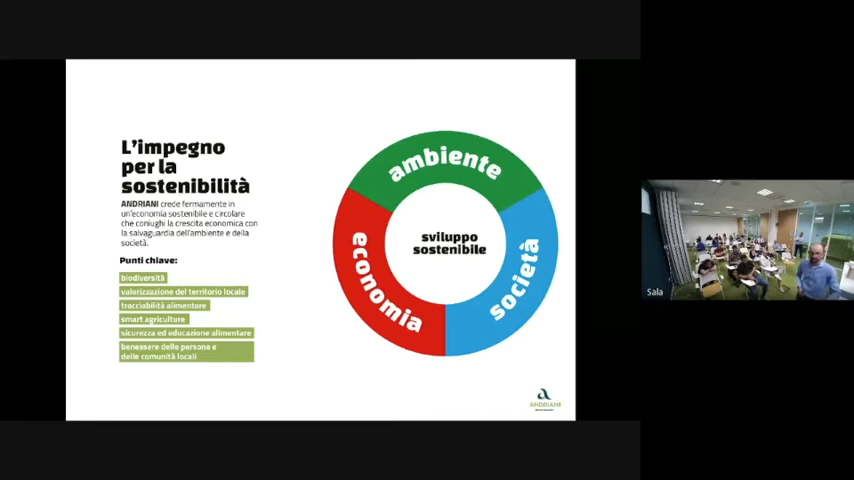 L'impegno
per la
sostenibilità
ANDRIANI crede fermamente in
un'economia sostenibile e circolare
che coniughi la crescita economica con
la salvaguardia dell'ambiente e della
società.
Punti chiave:
biodiversità
valorizzazione del territorio locale
tracciabilità alimentare
smart agriculture
sicurezza ed educazione alimentare
benessere delle persone e
delle comunità locali
ambiente
economia
società
sviluppo
sostenibile
ANDRIANI
Sala